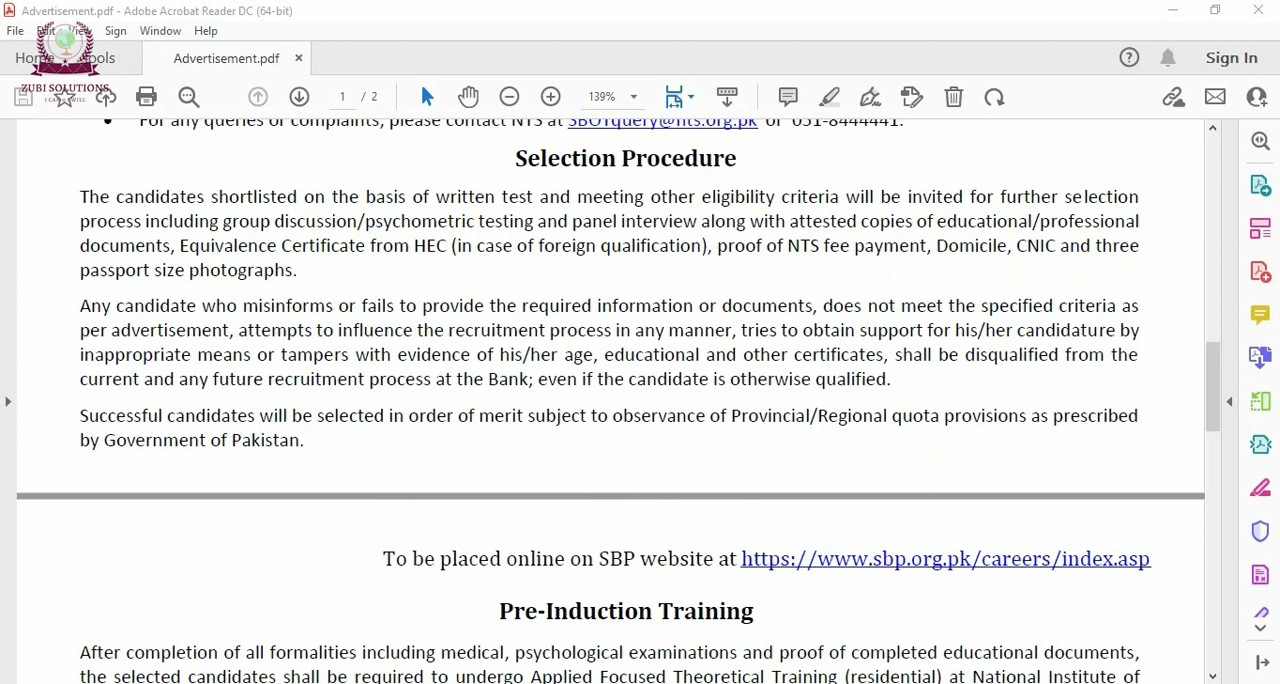 Advertisement.pdf - Adobe Acrobat Reader DC (64-bit)
File Edit View Sign Window Help
Home Tools Advertisement.pdf × Sign In
ZUBI SOLUTIONS
I CAN & I WILL
1 / 2 139%
• For any queries or complaints, please contact NTS at SBOTquery@nts.org.pk or 051-8444441.
Selection Procedure
The candidates shortlisted on the basis of written test and meeting other eligibility criteria will be invited for further selection
process including group discussion/psychometric testing and panel interview along with attested copies of educational/professional
documents, Equivalence Certificate from HEC (in case of foreign qualification), proof of NTS fee payment, Domicile, CNIC and three
passport size photographs.
Any candidate who misinforms or fails to provide the required information or documents, does not meet the specified criteria as
per advertisement, attempts to influence the recruitment process in any manner, tries to obtain support for his/her candidature by
inappropriate means or tampers with evidence of his/her age, educational and other certificates, shall be disqualified from the
current and any future recruitment process at the Bank; even if the candidate is otherwise qualified.
Successful candidates will be selected in order of merit subject to observance of Provincial/Regional quota provisions as prescribed
by Government of Pakistan.
To be placed online on SBP website at https://www.sbp.org.pk/careers/index.asp
Pre-Induction Training
After completion of all formalities including medical, psychological examinations and proof of completed educational documents,
the selected candidates shall be required to undergo Applied Focused Theoretical Training (residential) at National Institute of